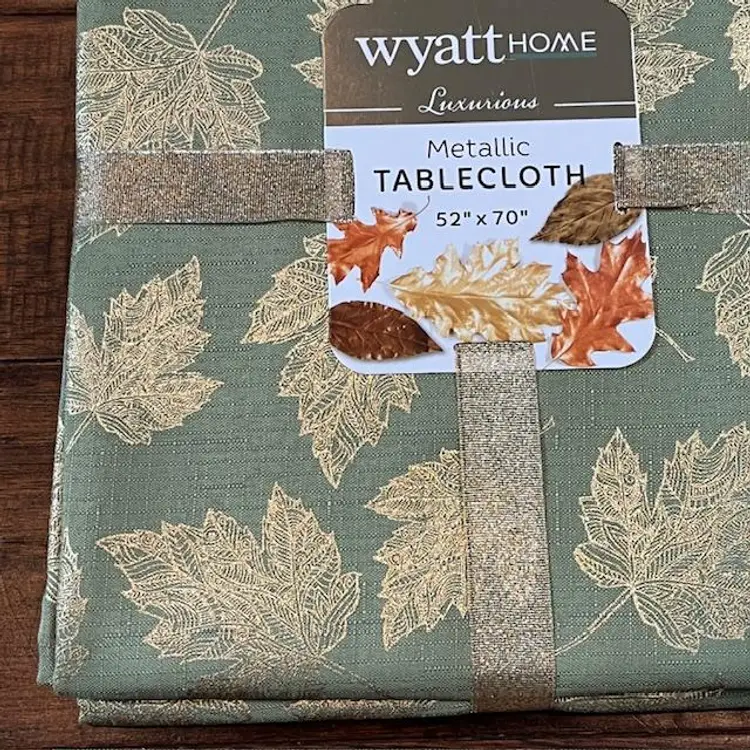 wyatt HOME
Luxurious
Metallic
TABLECLOTH
52" x 70"